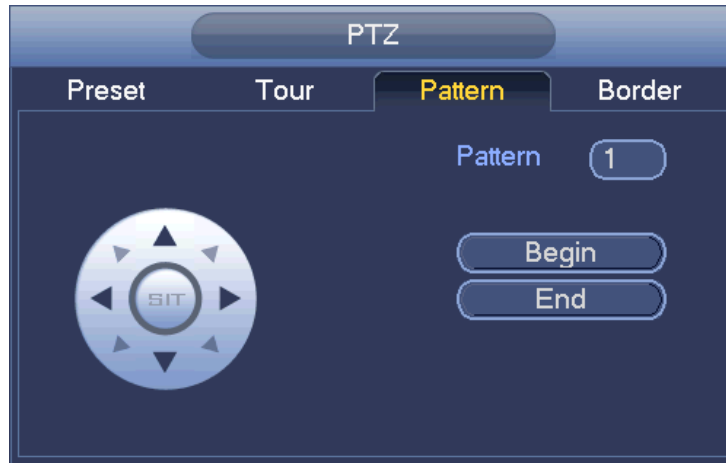 PTZ
Preset Tour Pattern Border
Pattern 1
Begin
SIT
End